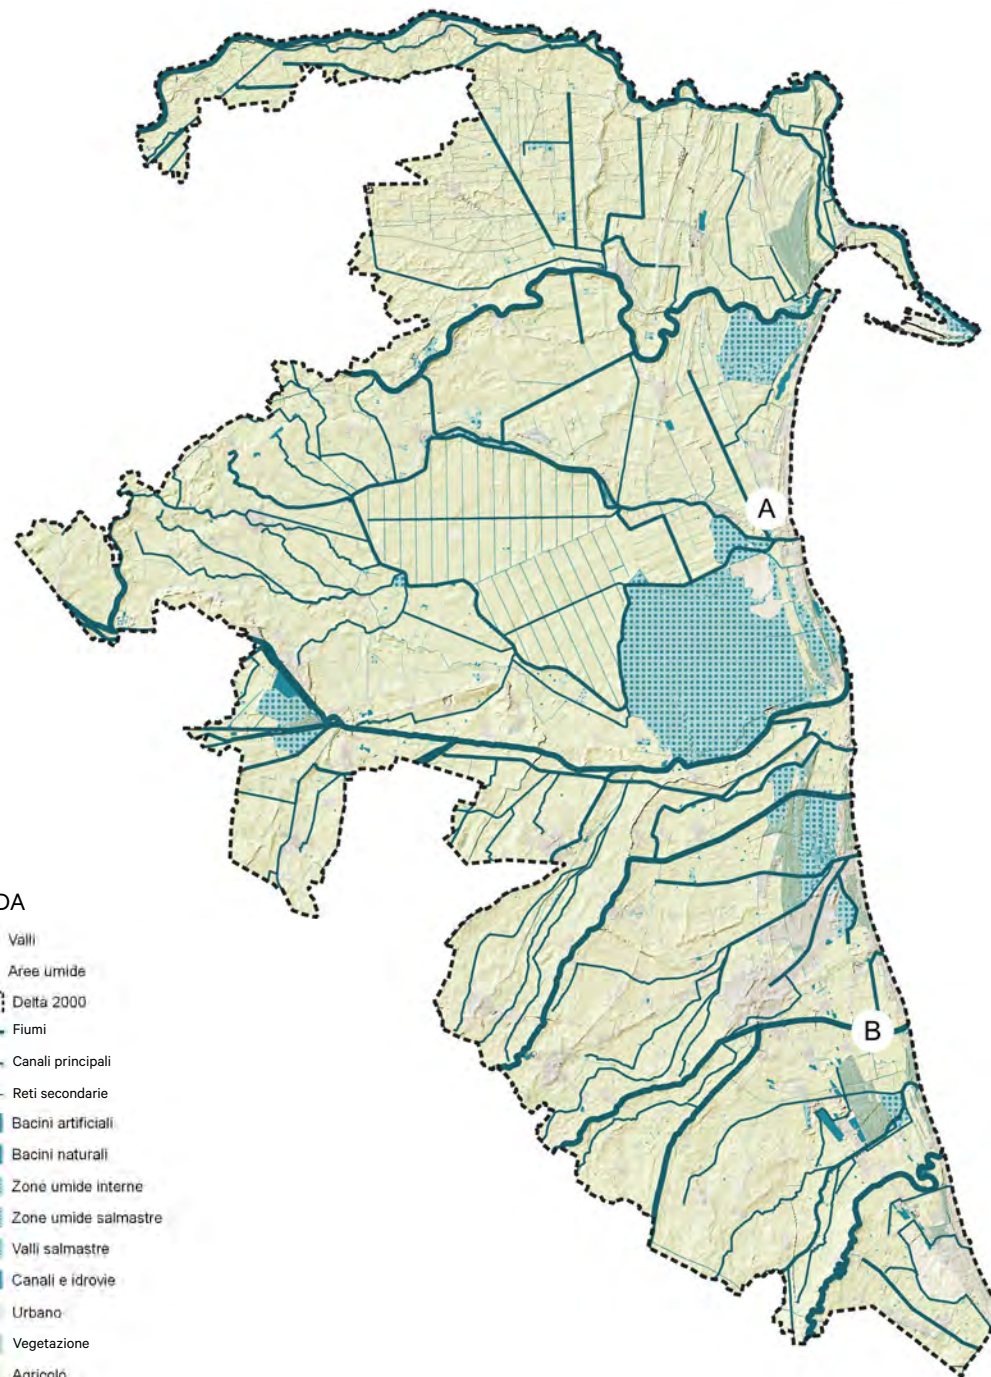 A
B
DA
Valli
Aree umide
Delta 2000
Fiumi
Canali principali
Reti secondarie
Bacini artificiali
Bacini naturali
Zone umide interne
Zone umide salmastre
Valli salmastre
Canali e idrovie
Urbano
Vegetazione
Agricolo